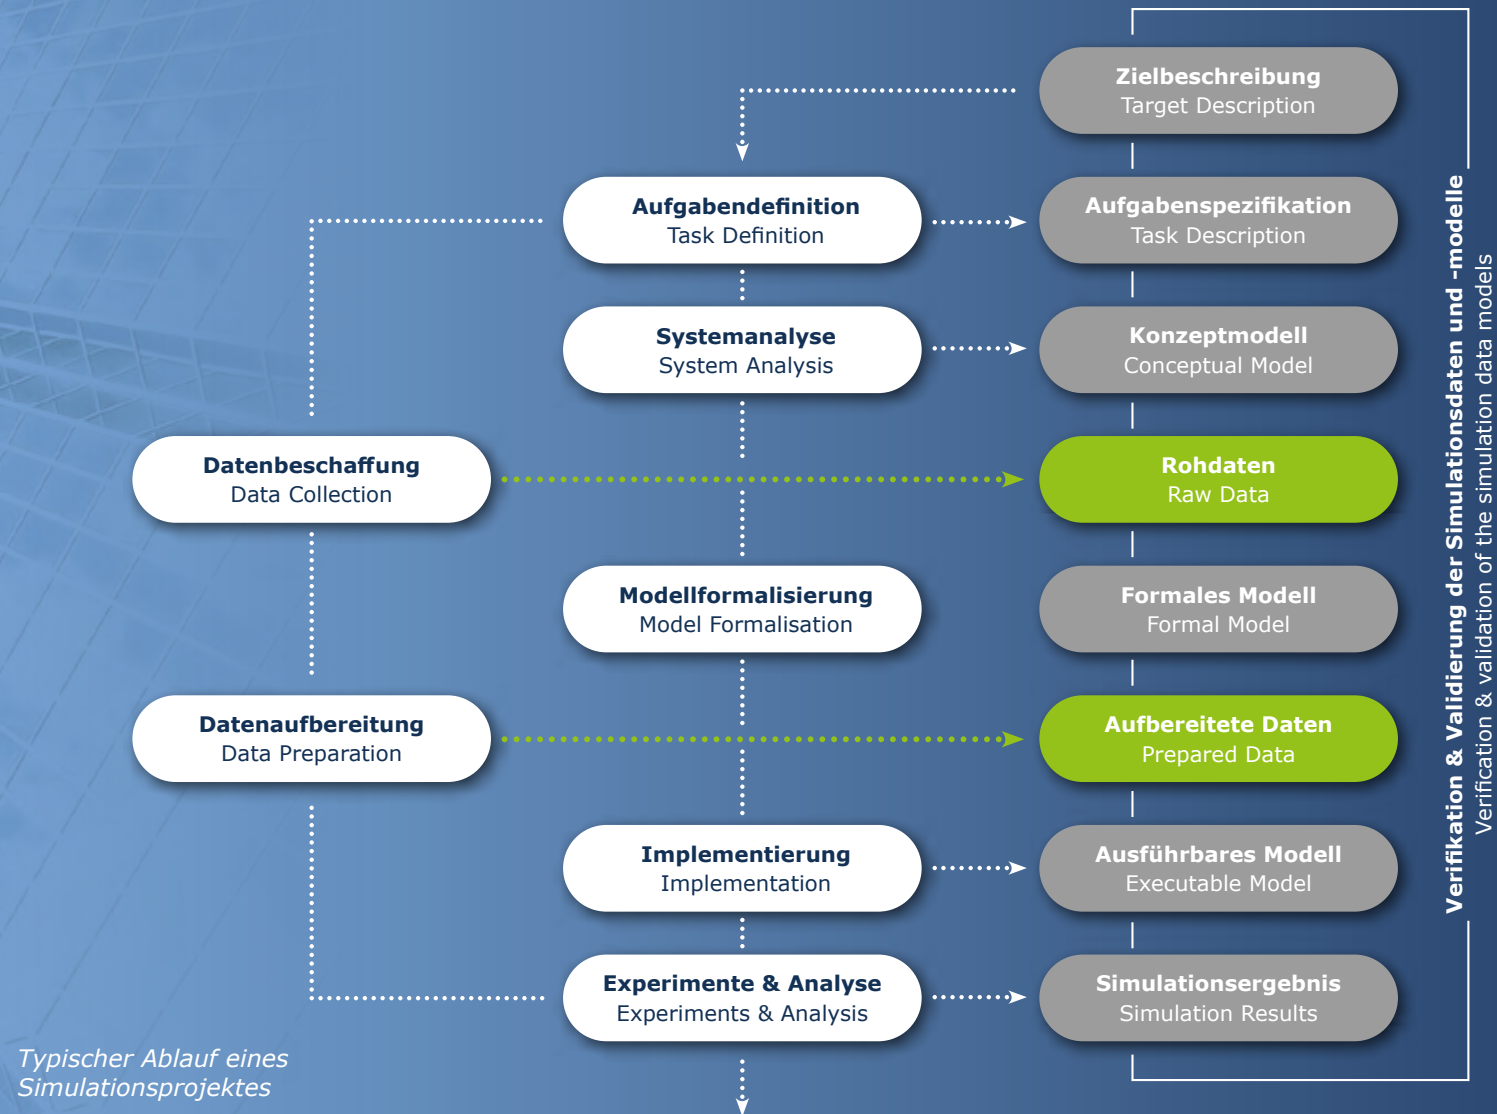 Zielbeschreibung
Target Description
Aufgabendefinition
Task Definition
Aufgabenspezifikation
Task Description
Systemanalyse
System Analysis
Konzeptmodell
Conceptual Model
Datenbeschaffung
Data Collection
Rohdaten
Raw Data
Modellformalisierung
Model Formalisation
Formales Modell
Formal Model
Datenaufbereitung
Data Preparation
Aufbereitete Daten
Prepared Data
Implementierung
Implementation
Ausführbares Modell
Executable Model
Experimente & Analyse
Experiments & Analysis
Simulationsergebnis
Simulation Results
Verifikation & Validierung der Simulationsdaten und -modelle
Verification & validation of the simulation data models
Typischer Ablauf eines
Simulationsprojektes